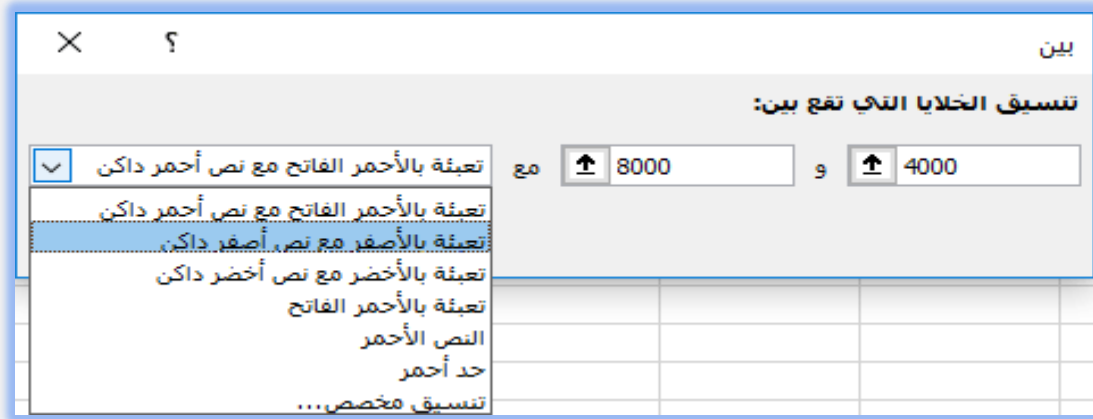 بين ؟
تنسيق الخلايا التي تقع بين:
4000 و 8000 مع تعبئة بالأحمر الفاتح مع نص أحمر داكن
تعبئة بالأحمر الفاتح مع نص أحمر داكن
تعبئة بالأصفر مع نص أصفر داكن
تعبئة بالأخضر مع نص أخضر داكن
تعبئة بالأحمر الفاتح
النص الأحمر
حد أحمر
تنسيق مخصص...